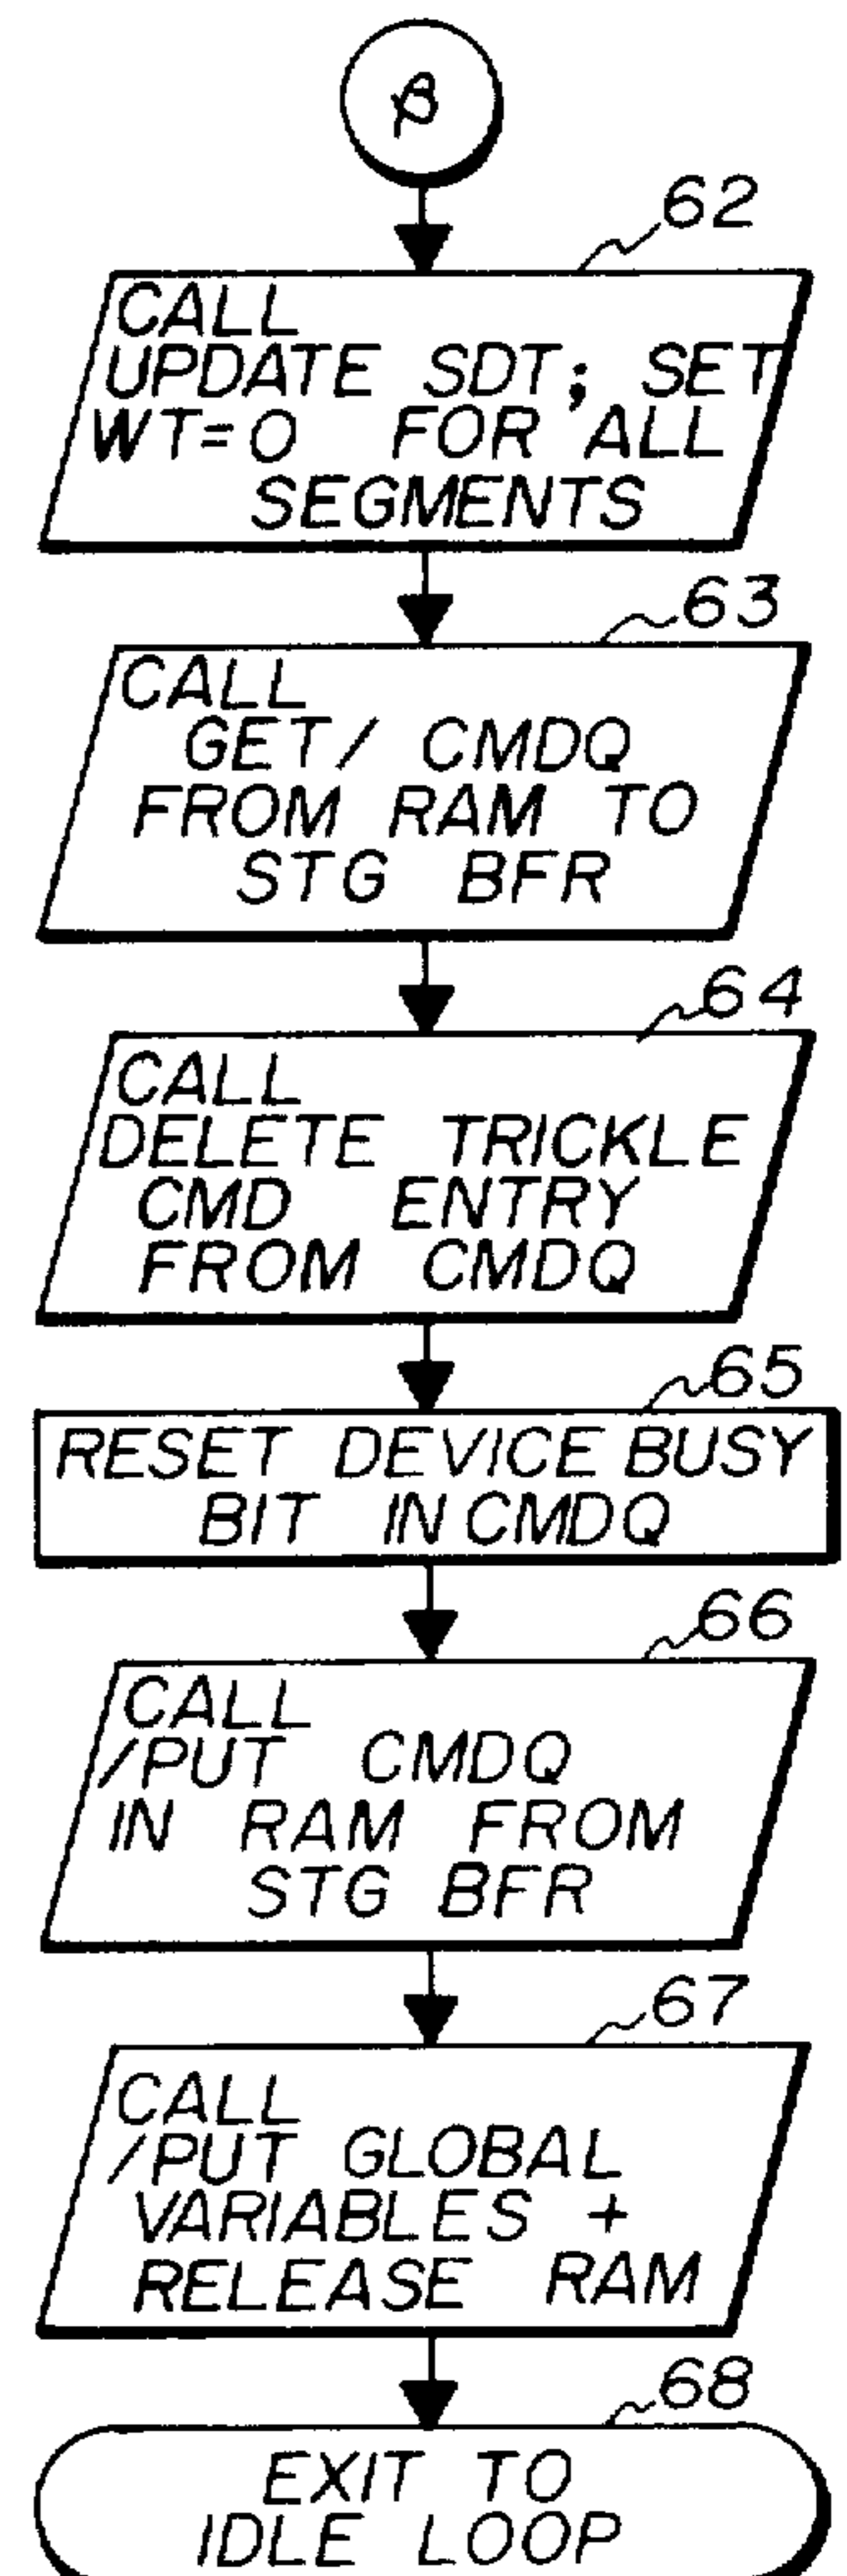 β
62
CALL
UPDATE SDT; SET
WT=0 FOR ALL
SEGMENTS
63
CALL
GET/ CMDQ
FROM RAM TO
STG BFR
64
CALL
DELETE TRICKLE
CMD ENTRY
FROM CMDQ
65
RESET DEVICE BUSY
BIT IN CMDQ
66
CALL
/PUT CMDQ
IN RAM FROM
STG BFR
67
CALL
/PUT GLOBAL
VARIABLES +
RELEASE RAM
68
EXIT TO
IDLE LOOP